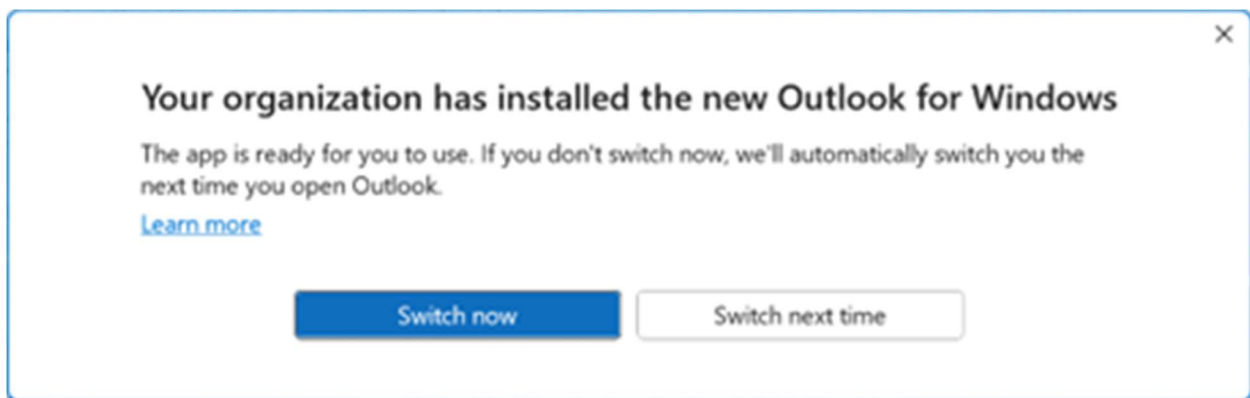 Your organization has installed the new Outlook for Windows
The app is ready for you to use. If you don't switch now, we'll automatically switch you the
next time you open Outlook.
Learn more
Switch now
Switch next time